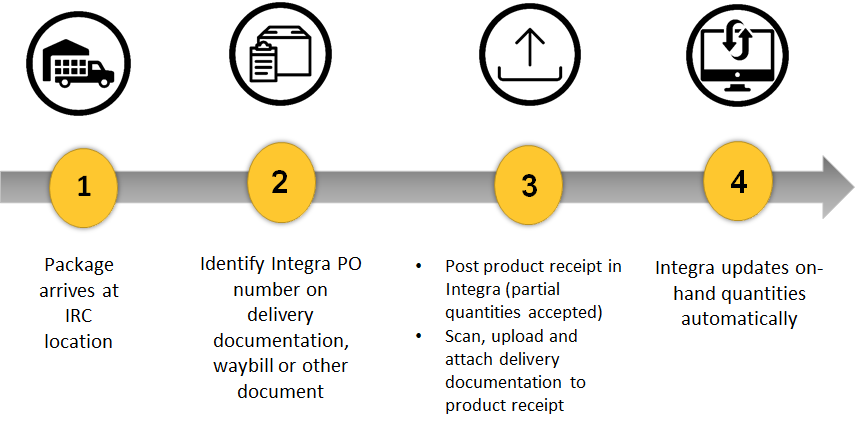 1
Package
arrives at
IRC
location
2
Identify Integra PO
number on
delivery
documentation,
waybill or other
document
3
• Post product receipt in
Integra (partial
quantities accepted)
• Scan, upload and
attach delivery
documentation to
product receipt
4
Integra updates on-
hand quantities
automatically